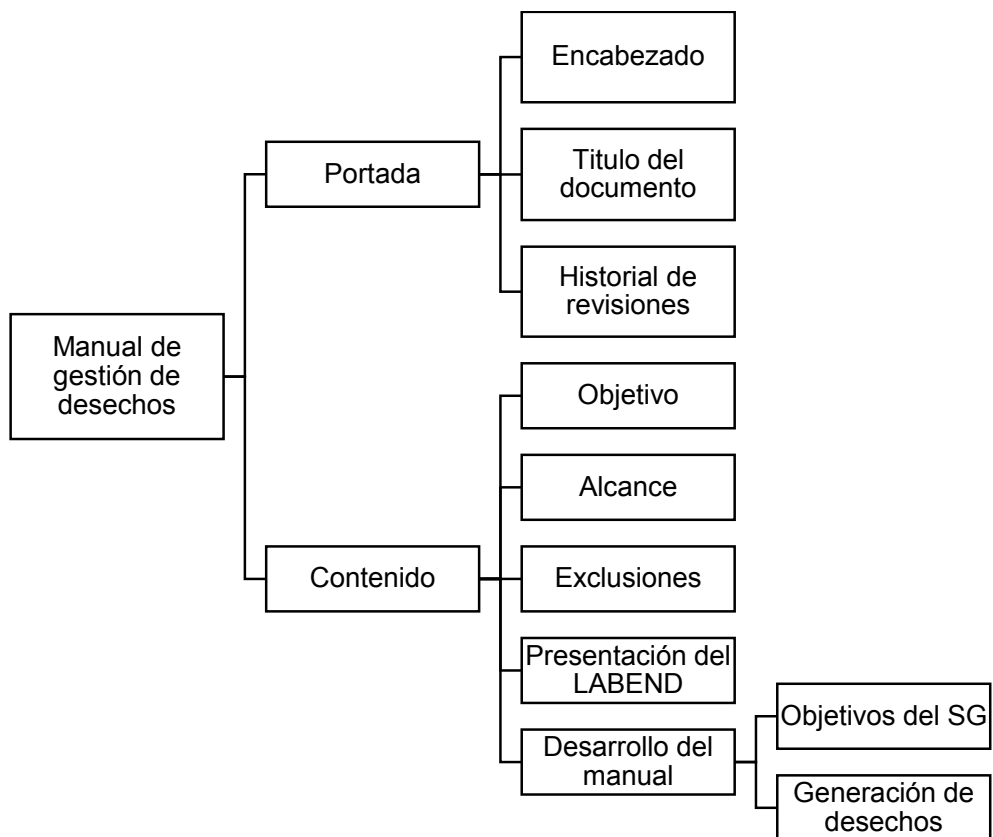 Encabezado
Portada
Titulo del
documento
Historial de
revisiones
Manual de
gestión de
desechos
Objetivo
Alcance
Contenido
Exclusiones
Presentación del
LABEND
Objetivos del SG
Desarrollo del
manual
Generación de
desechos